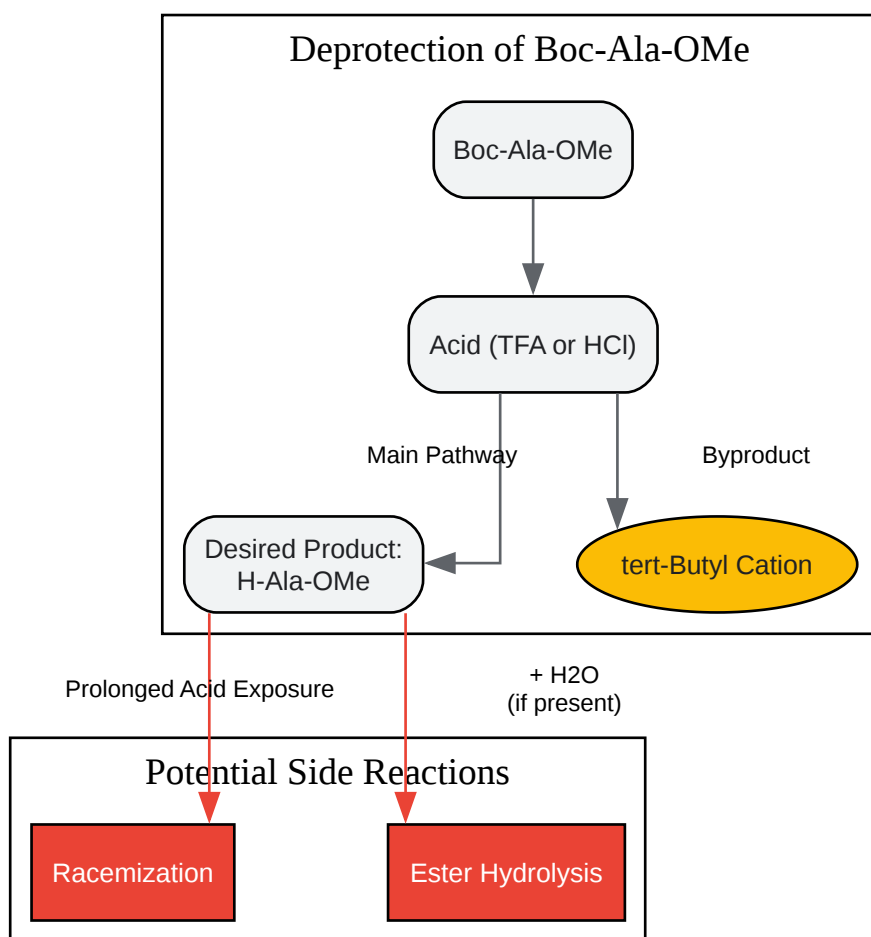 Deprotection of Boc-Ala-OMe
Boc-Ala-OMe
Acid (TFA or HCl)
Main Pathway
Byproduct
Desired Product:
H-Ala-OMe
tert-Butyl Cation
Prolonged Acid Exposure
+ H2O
(if present)
Potential Side Reactions
Racemization
Ester Hydrolysis